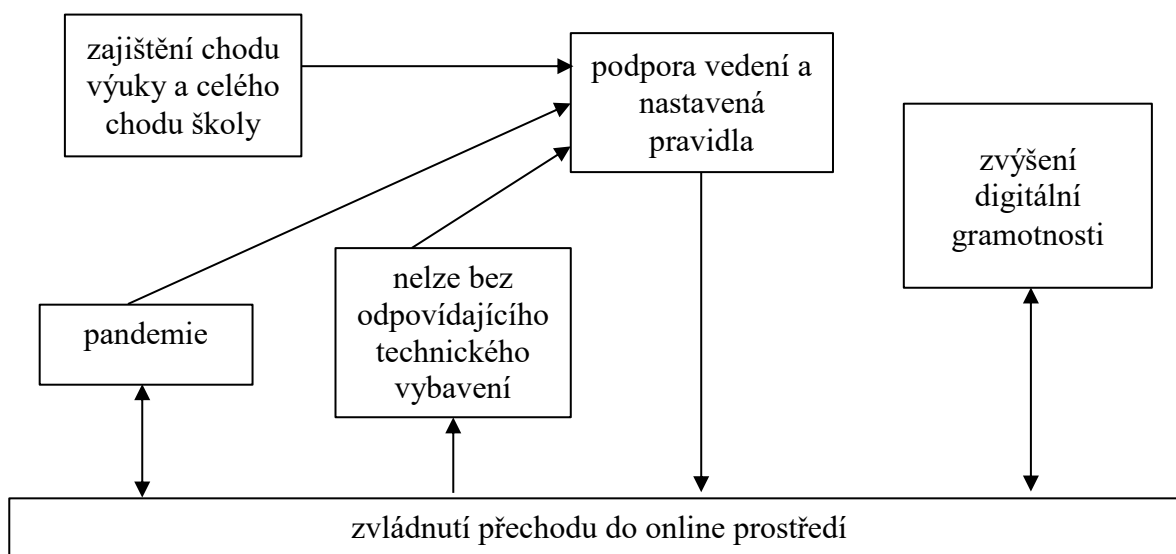 zajištění chodu
výuky a celého
chodu školy
podpora vedení a
nastavená
pravidla
zvýšení
digitální
gramotnosti
nelze bez
odpovídajícího
technického
vybavení
pandemie
zvládnutí přechodu do online prostředí